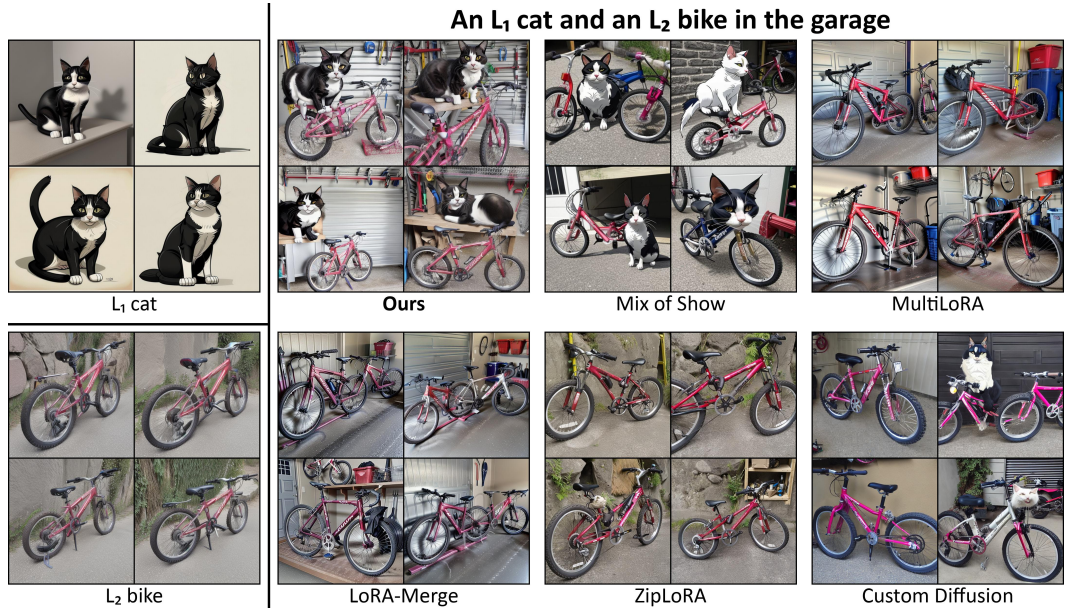 An L₁ cat and an L₂ bike in the garage
L₁ cat
Ours
Mix of Show
MultiLoRA
L₂ bike
LoRA-Merge
ZipLoRA
Custom Diffusion